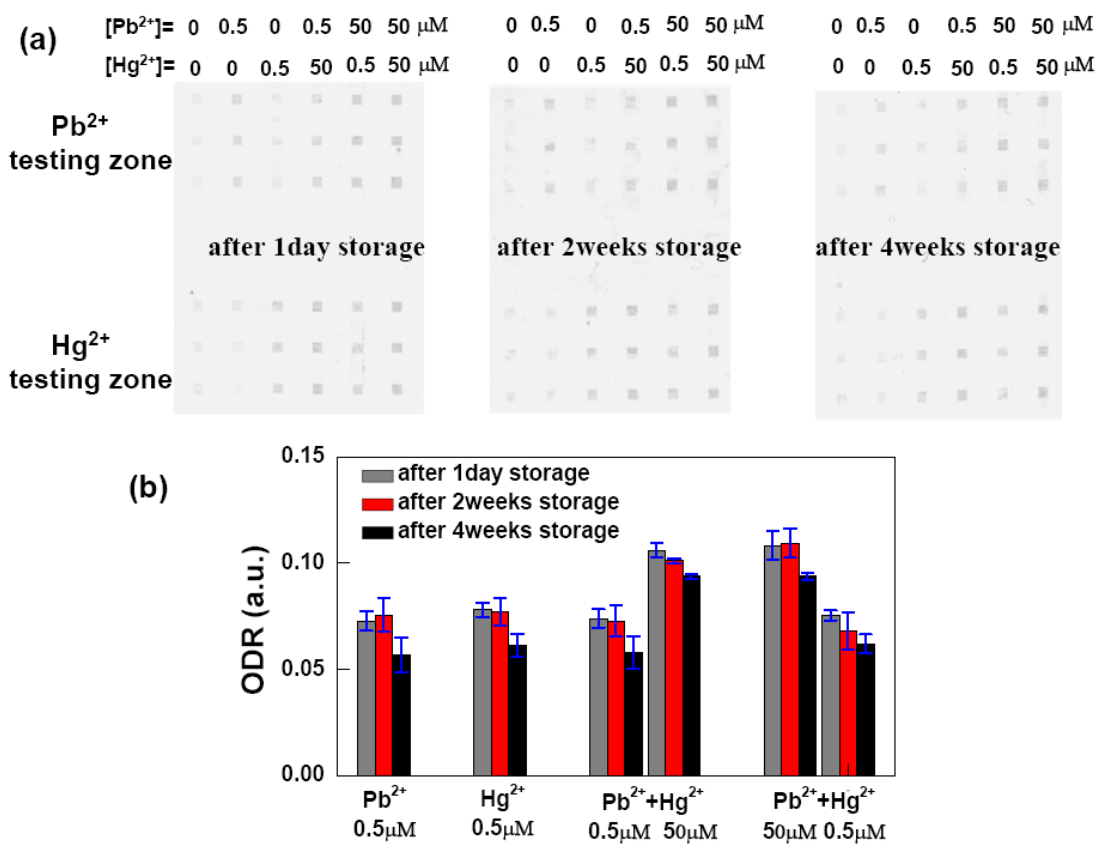 (a)
[Pb²⁺]= 0 0.5 0 0.5 50 50 μM 0 0.5 0 0.5 50 50 μM 0 0.5 0 0.5 50 50 μM
[Hg²⁺]= 0 0 0.5 50 0.5 50 μM 0 0 0.5 50 0.5 50 μM 0 0 0.5 50 0.5 50 μM
Pb²⁺
testing zone
after 1day storage after 2weeks storage after 4weeks storage
Hg²⁺
testing zone
(b)
ODR (a.u.)
0.15
0.10
0.05
0.00
after 1day storage
after 2weeks storage
after 4weeks storage
Pb²⁺ Hg²⁺ Pb²⁺+Hg²⁺ Pb²⁺+Hg²⁺
0.5μM 0.5μM 0.5μM 50μM 50μM 0.5μM